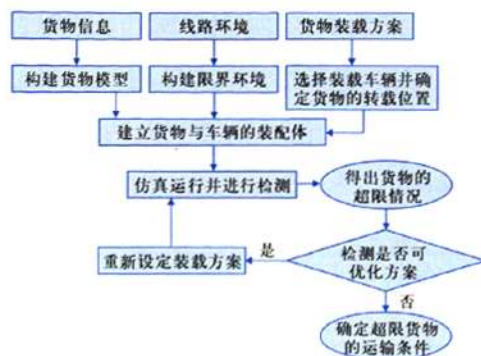 货物信息
线路环境
货物装载方案
构建货物模型
构建限界环境
选择装载车辆并确
定货物的转载位置
建立货物与车辆的装配体
仿真运行并进行检测
得出货物的
超限情况
重新设定装载方案
是
检测是否可
优化方案
否
确定超限货物
的运输条件